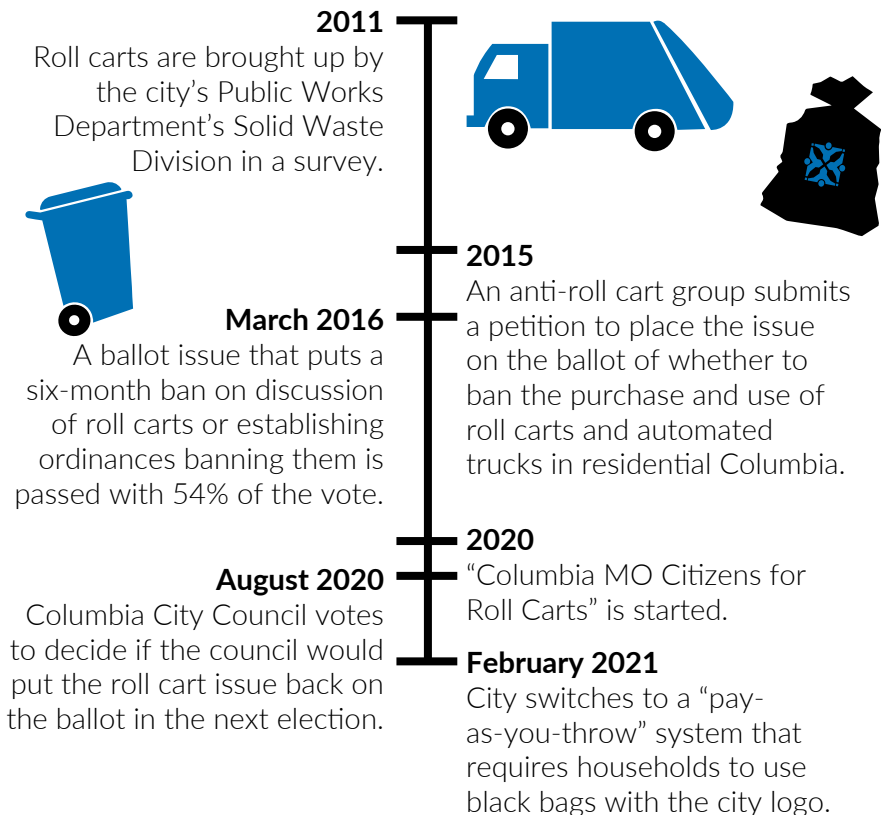 2011
Roll carts are brought up by
the city’s Public Works
Department’s Solid Waste
Division in a survey.
2015
An anti-roll cart group submits
a petition to place the issue
on the ballot of whether to
ban the purchase and use of
roll carts and automated
trucks in residential Columbia.
March 2016
A ballot issue that puts a
six-month ban on discussion
of roll carts or establishing
ordinances banning them is
passed with 54% of the vote.
2020
“Columbia MO Citizens for
Roll Carts” is started.
August 2020
Columbia City Council votes
to decide if the council would
put the roll cart issue back on
the ballot in the next election.
February 2021
City switches to a “pay-
as-you-throw” system that
requires households to use
black bags with the city logo.